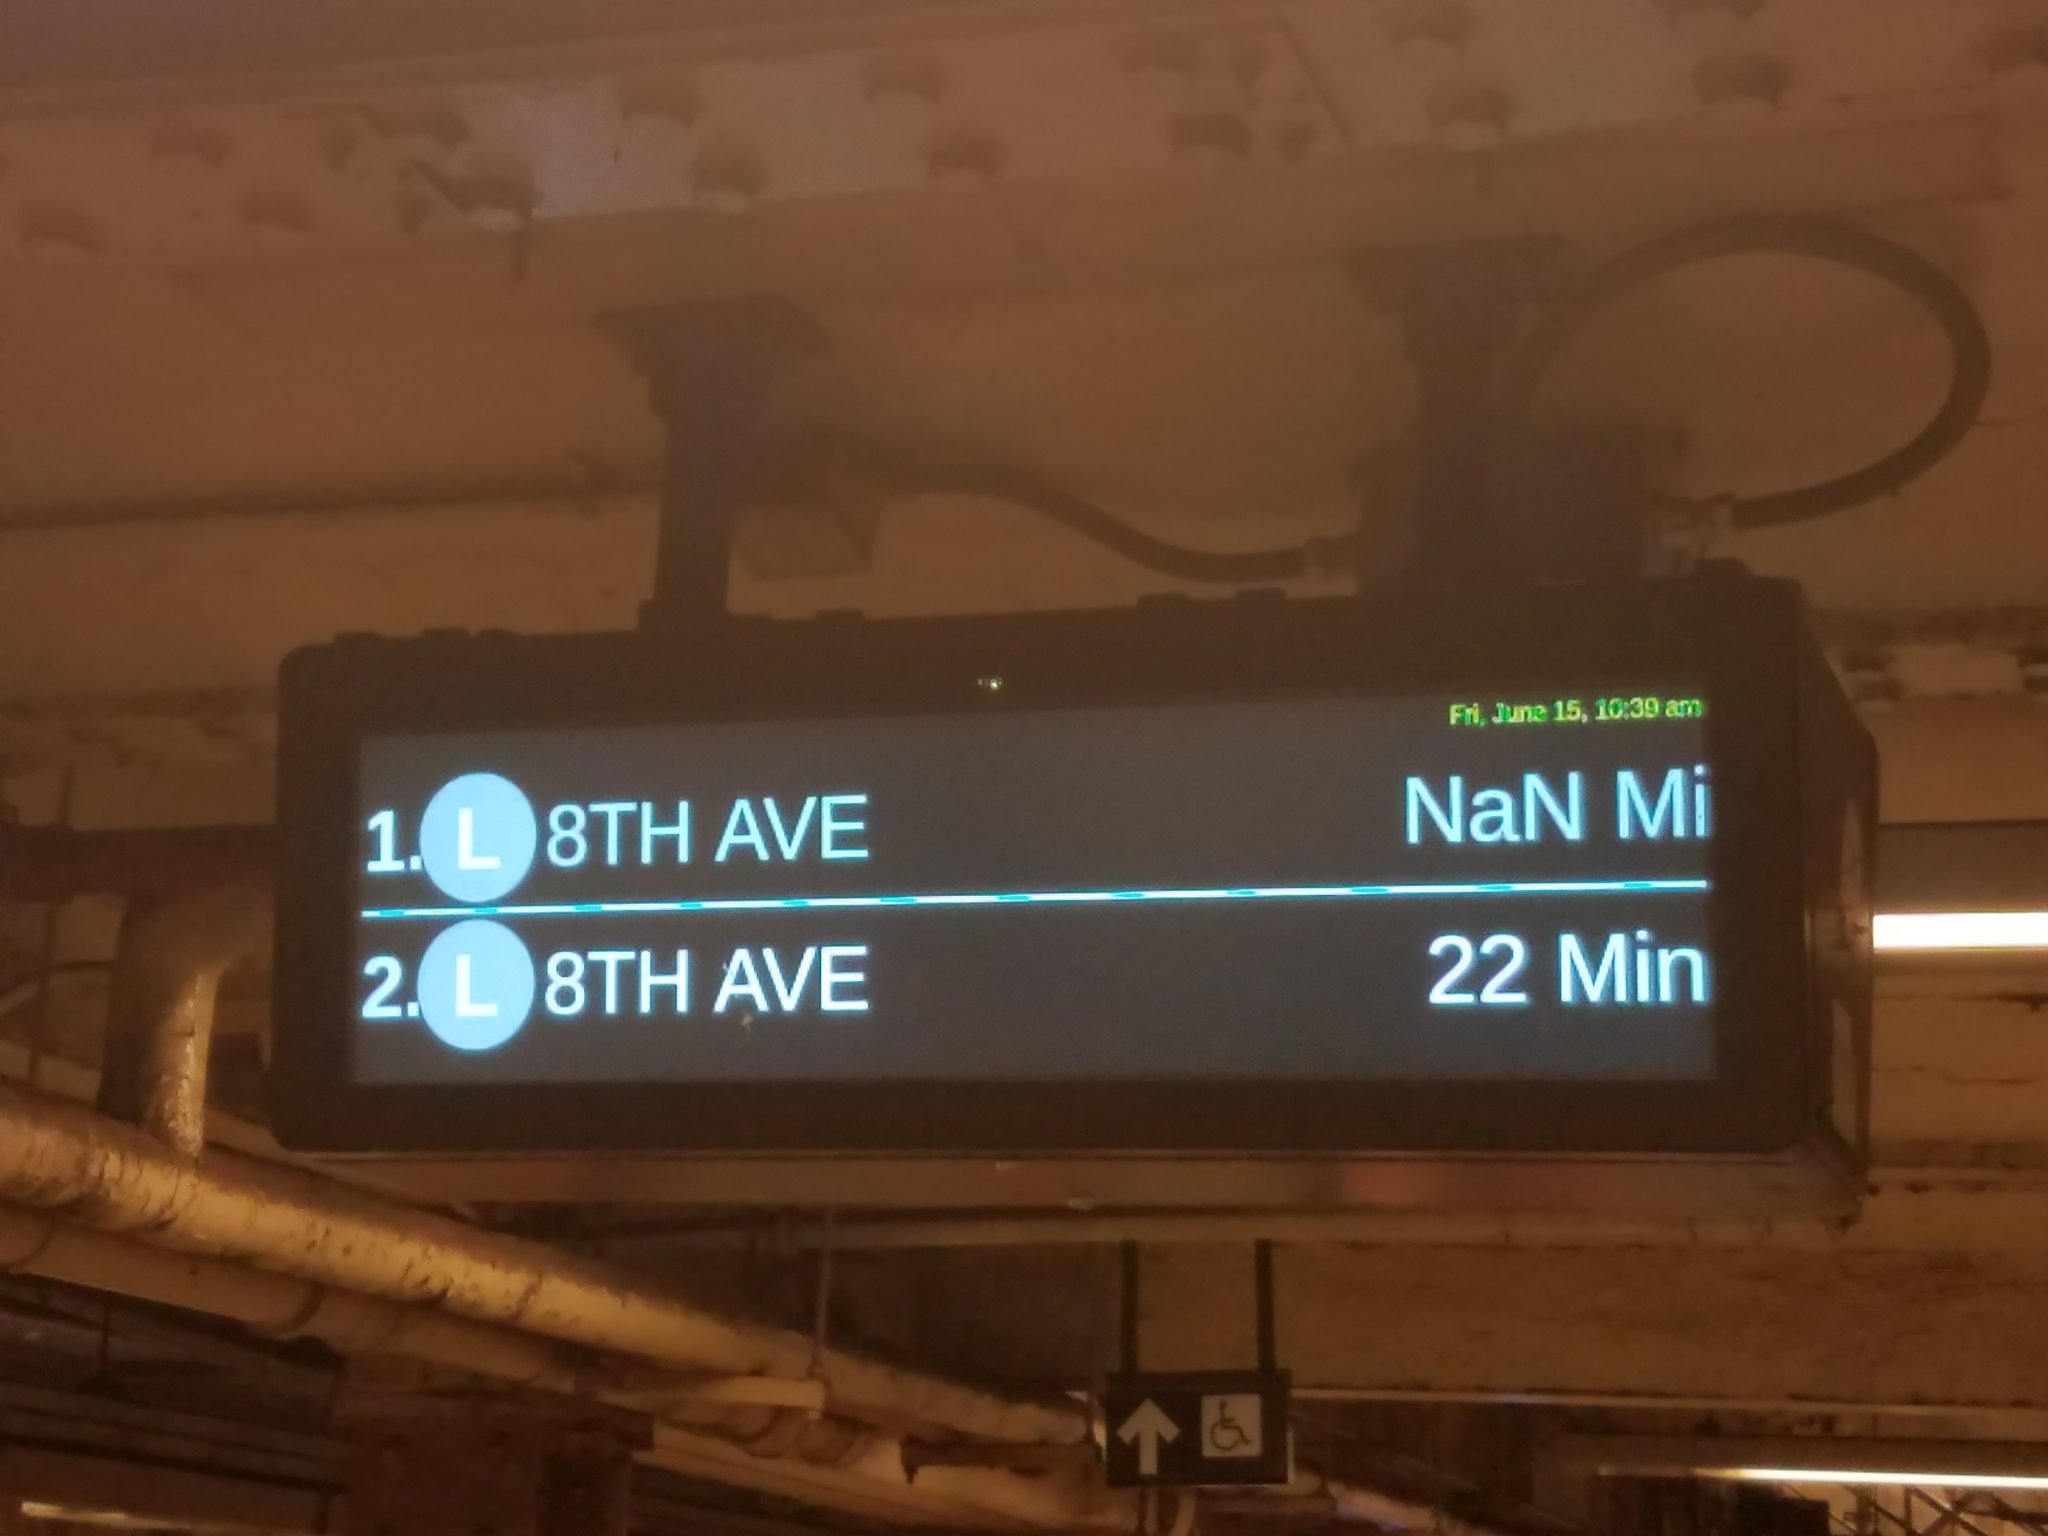 Fri, June 15, 10:39 am
1. L 8TH AVE NaN Mi
2. L 8TH AVE 22 Min